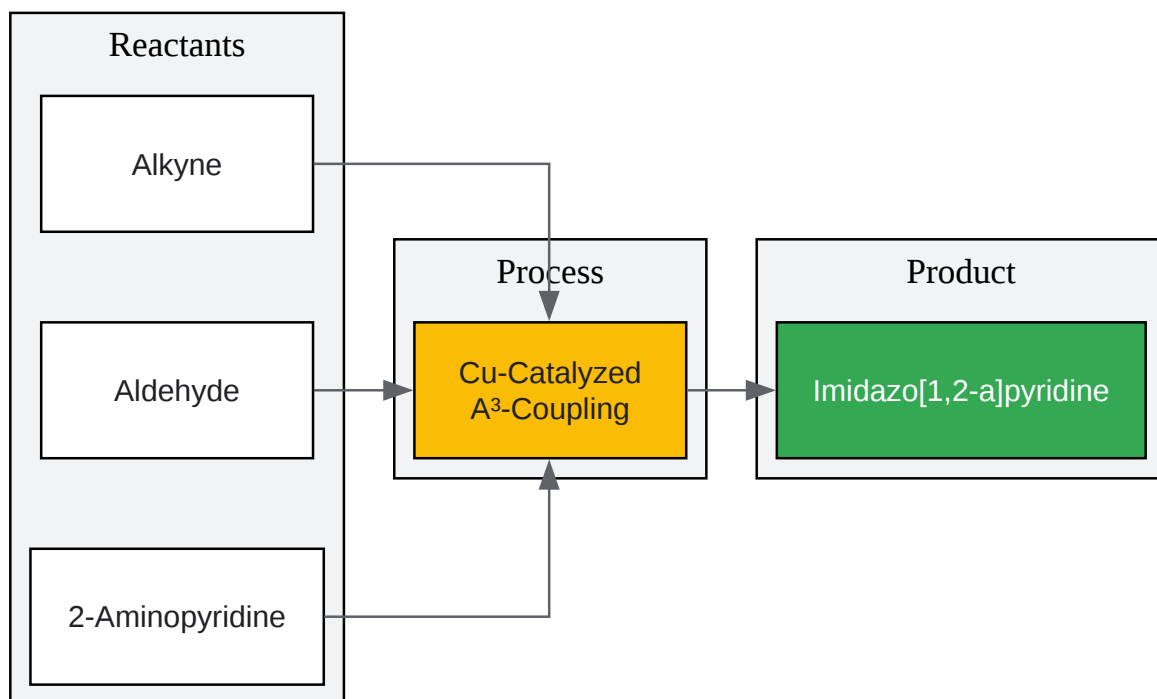 Reactants
Alkyne
Process
Product
Aldehyde
Cu-Catalyzed
A³-Coupling
Imidazo[1,2-a]pyridine
2-Aminopyridine